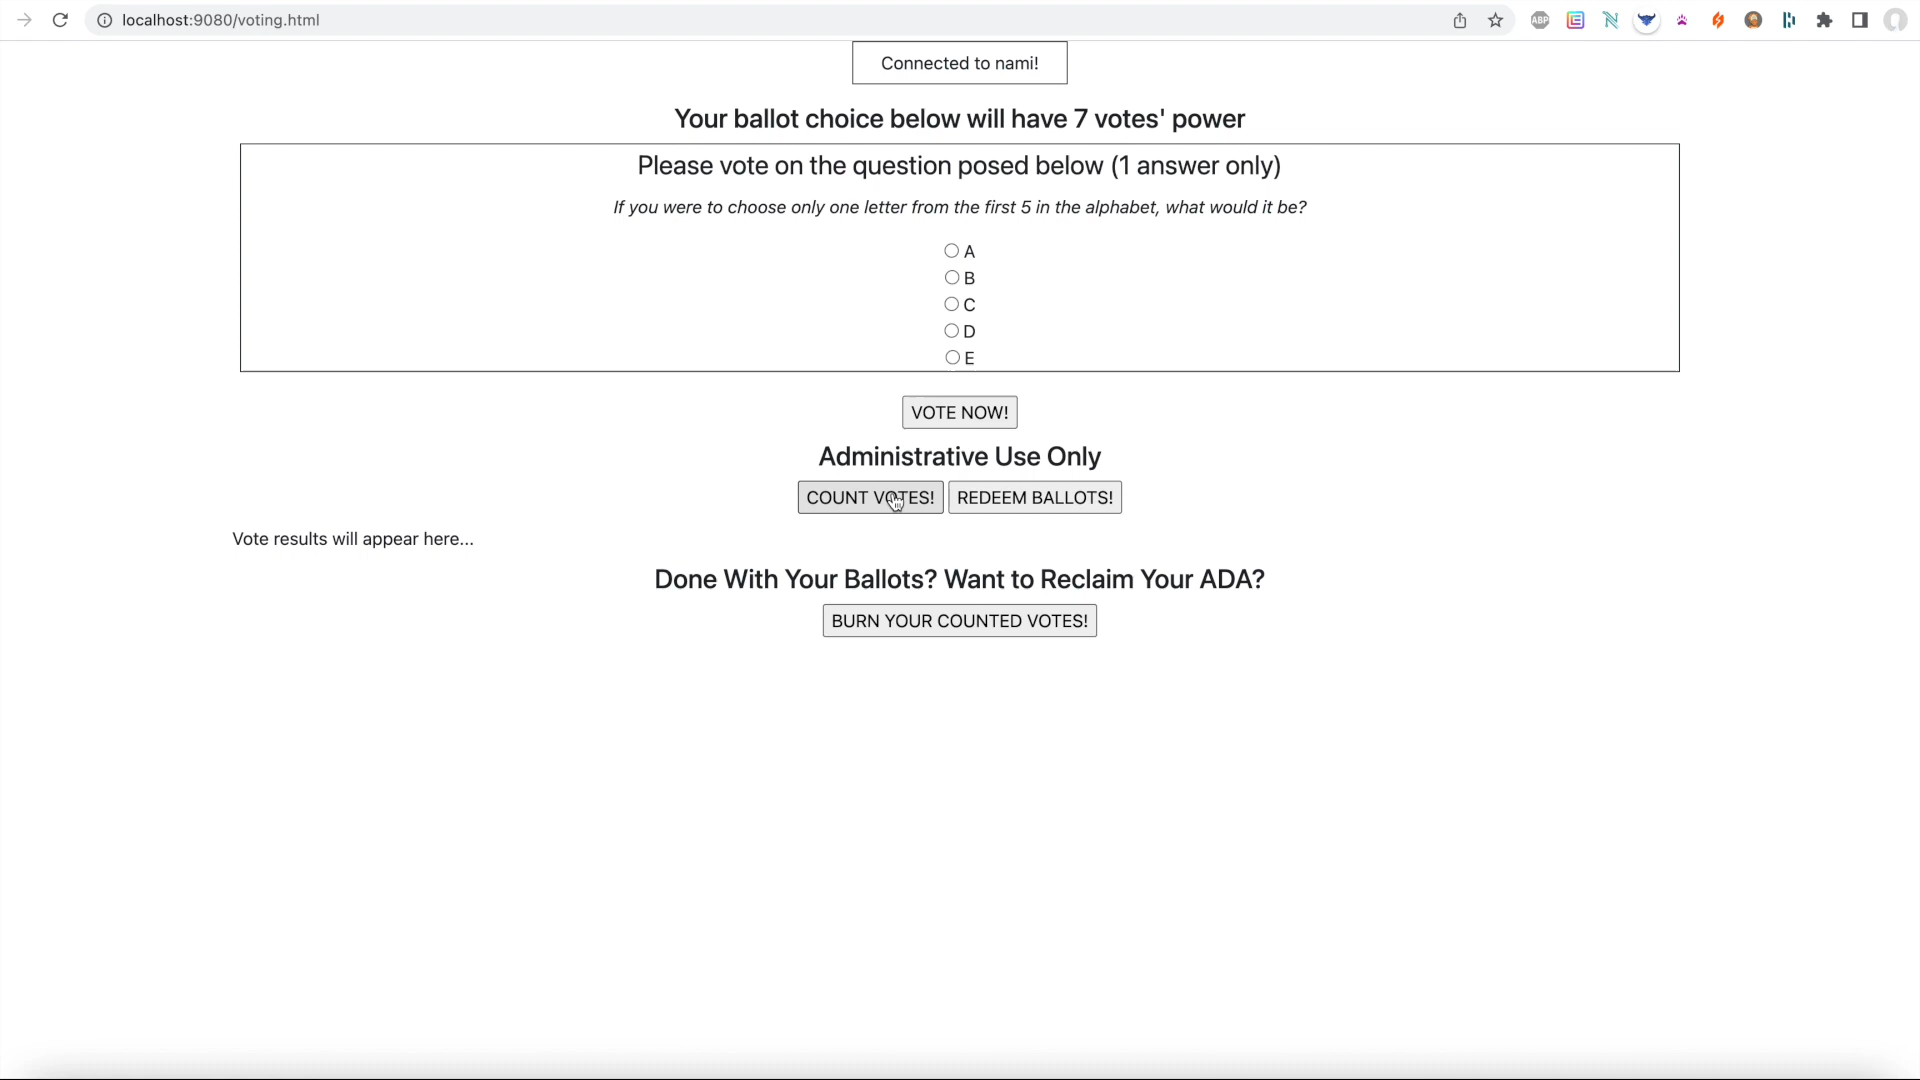 localhost:9080/voting.html
ABP
Connected to nami!
Your ballot choice below will have 7 votes' power
Please vote on the question posed below (1 answer only)
If you were to choose only one letter from the first 5 in the alphabet, what would it be?
A
B
C
D
E
VOTE NOW!
Administrative Use Only
COUNT VOTES! REDEEM BALLOTS!
Vote results will appear here...
Done With Your Ballots? Want to Reclaim Your ADA?
BURN YOUR COUNTED VOTES!